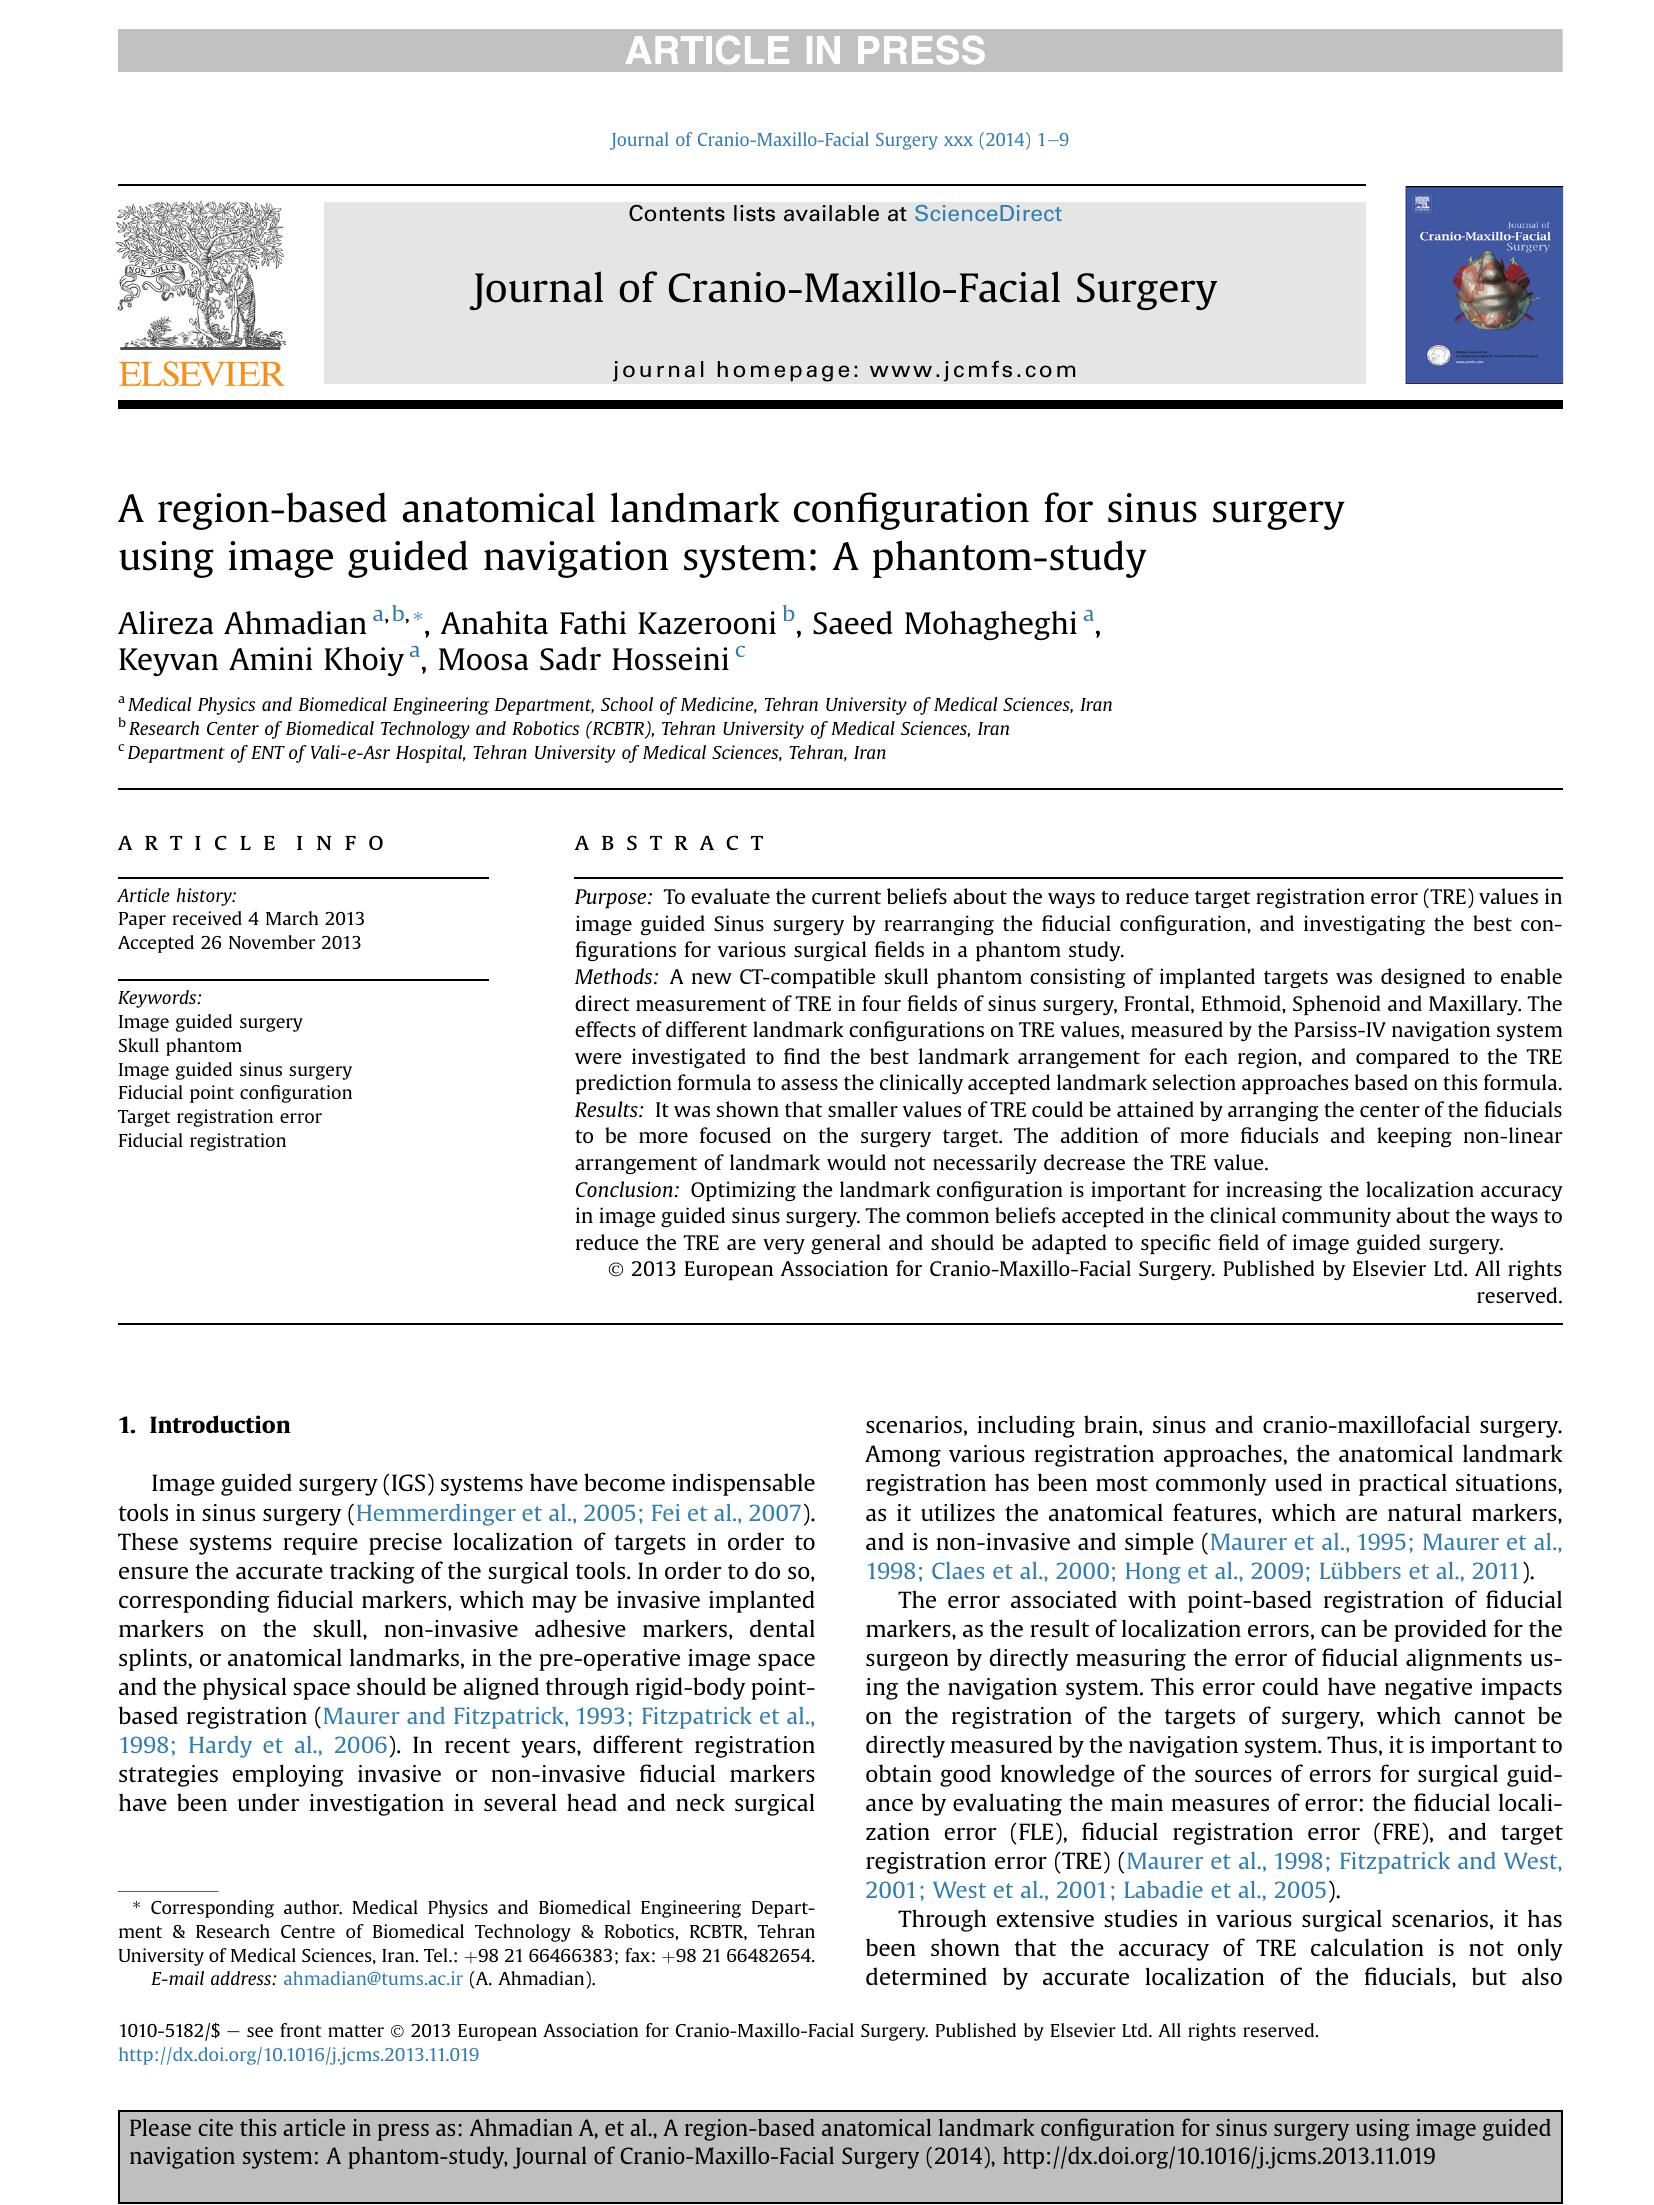 ARTICLE IN PRESS
Journal of Cranio-Maxillo-Facial Surgery xxx (2014) 1–9
NON SOLUS
ELSEVIER
Contents lists available at ScienceDirect
Journal of Cranio-Maxillo-Facial Surgery
journal homepage: www.jcmfs.com
Journal of
Cranio-Maxillo-Facial
Surgery
A region-based anatomical landmark configuration for sinus surgery
using image guided navigation system: A phantom-study
Alireza Ahmadian a,b,*, Anahita Fathi Kazerooni b, Saeed Mohagheghi a,
Keyvan Amini Khoiy a, Moosa Sadr Hosseini c
a Medical Physics and Biomedical Engineering Department, School of Medicine, Tehran University of Medical Sciences, Iran
b Research Center of Biomedical Technology and Robotics (RCBTR), Tehran University of Medical Sciences, Iran
c Department of ENT of Vali-e-Asr Hospital, Tehran University of Medical Sciences, Tehran, Iran
ARTICLE INFO
Article history:
Paper received 4 March 2013
Accepted 26 November 2013
Keywords:
Image guided surgery
Skull phantom
Image guided sinus surgery
Fiducial point configuration
Target registration error
Fiducial registration
ABSTRACT
Purpose: To evaluate the current beliefs about the ways to reduce target registration error (TRE) values in
image guided Sinus surgery by rearranging the fiducial configuration, and investigating the best con-
figurations for various surgical fields in a phantom study.
Methods: A new CT-compatible skull phantom consisting of implanted targets was designed to enable
direct measurement of TRE in four fields of sinus surgery, Frontal, Ethmoid, Sphenoid and Maxillary. The
effects of different landmark configurations on TRE values, measured by the Parsiss-IV navigation system
were investigated to find the best landmark arrangement for each region, and compared to the TRE
prediction formula to assess the clinically accepted landmark selection approaches based on this formula.
Results: It was shown that smaller values of TRE could be attained by arranging the center of the fiducials
to be more focused on the surgery target. The addition of more fiducials and keeping non-linear
arrangement of landmark would not necessarily decrease the TRE value.
Conclusion: Optimizing the landmark configuration is important for increasing the localization accuracy
in image guided sinus surgery. The common beliefs accepted in the clinical community about the ways to
reduce the TRE are very general and should be adapted to specific field of image guided surgery.
© 2013 European Association for Cranio-Maxillo-Facial Surgery. Published by Elsevier Ltd. All rights
reserved.
1. Introduction
Image guided surgery (IGS) systems have become indispensable
tools in sinus surgery (Hemmerdinger et al., 2005; Fei et al., 2007).
These systems require precise localization of targets in order to
ensure the accurate tracking of the surgical tools. In order to do so,
corresponding fiducial markers, which may be invasive implanted
markers on the skull, non-invasive adhesive markers, dental
splints, or anatomical landmarks, in the pre-operative image space
and the physical space should be aligned through rigid-body point-
based registration (Maurer and Fitzpatrick, 1993; Fitzpatrick et al.,
1998; Hardy et al., 2006). In recent years, different registration
strategies employing invasive or non-invasive fiducial markers
have been under investigation in several head and neck surgical
* Corresponding author. Medical Physics and Biomedical Engineering Depart-
ment & Research Centre of Biomedical Technology & Robotics, RCBTR, Tehran
University of Medical Sciences, Iran. Tel.: +98 21 66466383; fax: +98 21 66482654.
E-mail address: ahmadian@tums.ac.ir (A. Ahmadian).
scenarios, including brain, sinus and cranio-maxillofacial surgery.
Among various registration approaches, the anatomical landmark
registration has been most commonly used in practical situations,
as it utilizes the anatomical features, which are natural markers,
and is non-invasive and simple (Maurer et al., 1995; Maurer et al.,
1998; Claes et al., 2000; Hong et al., 2009; Lübbers et al., 2011).
The error associated with point-based registration of fiducial
markers, as the result of localization errors, can be provided for the
surgeon by directly measuring the error of fiducial alignments us-
ing the navigation system. This error could have negative impacts
on the registration of the targets of surgery, which cannot be
directly measured by the navigation system. Thus, it is important to
obtain good knowledge of the sources of errors for surgical guid-
ance by evaluating the main measures of error: the fiducial locali-
zation error (FLE), fiducial registration error (FRE), and target
registration error (TRE) (Maurer et al., 1998; Fitzpatrick and West,
2001; West et al., 2001; Labadie et al., 2005).
Through extensive studies in various surgical scenarios, it has
been shown that the accuracy of TRE calculation is not only
determined by accurate localization of the fiducials, but also
1010-5182/$ – see front matter © 2013 European Association for Cranio-Maxillo-Facial Surgery. Published by Elsevier Ltd. All rights reserved.
http://dx.doi.org/10.1016/j.jcms.2013.11.019
Please cite this article in press as: Ahmadian A, et al., A region-based anatomical landmark configuration for sinus surgery using image guided
navigation system: A phantom-study, Journal of Cranio-Maxillo-Facial Surgery (2014), http://dx.doi.org/10.1016/j.jcms.2013.11.019